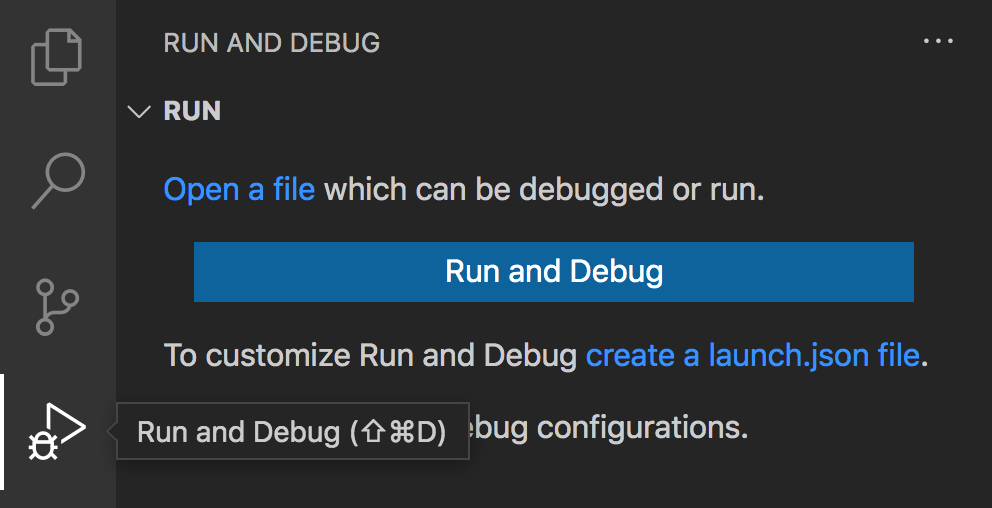 RUN AND DEBUG
RUN
Open a file which can be debugged or run.
Run and Debug
To customize Run and Debug create a launch.json file.
Run and Debug (⇧⌘D)
ebug configurations.